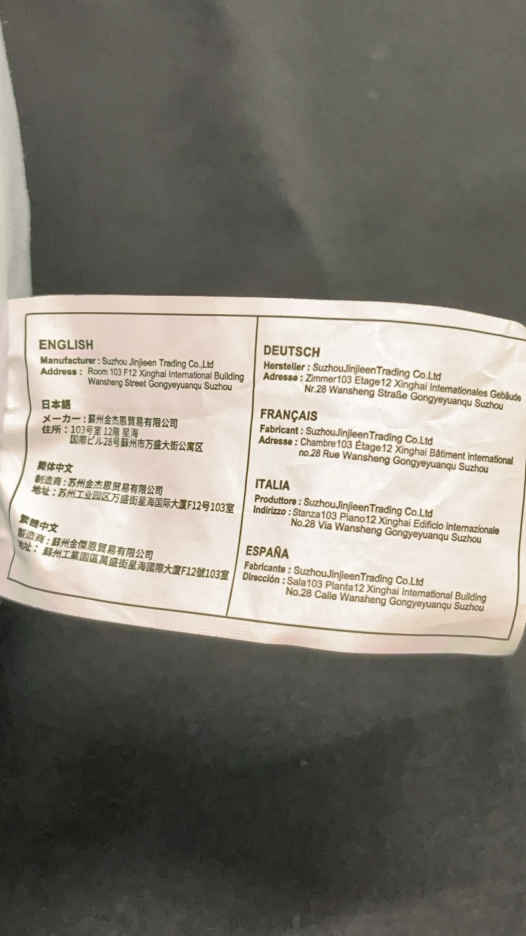 ENGLISH
Manufacturer : Suzhou Jinjieen Trading Co.,Ltd
Address : Room 103 F12 Xinghai International Building
Wansheng Street Gongyeyuanqu Suzhou
日本語
メーカー : 蘇州金杰恩貿易有限公司
住所 : 103号室 12階 星海
国際ビル28号蘇州市万盛大街公寓区
简体中文
制造商 : 苏州金杰恩贸易有限公司
地址 : 苏州工业园区万盛街星海国际大厦F12号103室
繁體中文
製造商 : 蘇州金傑恩貿易有限公司
地址 : 蘇州工業園區萬盛街星海國際大廈F12號103室
DEUTSCH
Hersteller : SuzhouJinjieenTrading Co.Ltd
Adresse : Zimmer103 Etage12 Xinghai Internationales Gebäude
Nr.28 Wansheng Straße Gongyeyuanqu Suzhou
FRANÇAIS
Fabricant : SuzhouJinjieenTrading Co.Ltd
Adresse : Chambre103 Étage12 Xinghai Bâtiment international
no.28 Rue Wansheng Gongyeyuanqu Suzhou
ITALIA
Produttore : SuzhouJinjieenTrading Co.Ltd
Indirizzo : Stanza103 Piano12 Xinghai Edificio Internazionale
No.28 Via Wansheng Gongyeyuanqu Suzhou
ESPAÑA
Fabricante : SuzhouJinjieenTrading Co.Ltd
Dirección : Sala103 Planta12 Xinghai International Building
No.28 Calle Wansheng Gongyeyuanqu Suzhou